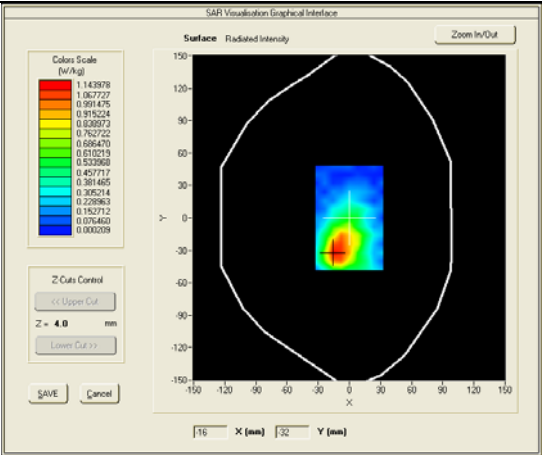 SAR Visualisation Graphical Interface
Surface Radiated Intensity
Zoom In/Out
Colors Scale
(W/kg)
1.143978
1.067727
0.991475
0.915224
0.838973
0.762722
0.686470
0.610219
0.533968
0.457717
0.381465
0.305214
0.228963
0.152712
0.076460
0.000209
Z-Cuts Control
<< Upper Cut
Z = 4.0 mm
Lower Cut >>
SAVE Cancel
150-
120-
90-
60-
30-
0-
-30-
-60-
-90-
-120-
-150-
Y
-150 -120 -90 -60 -30 0 30 60 90 120 150
X
-16 X (mm) -32 Y (mm)